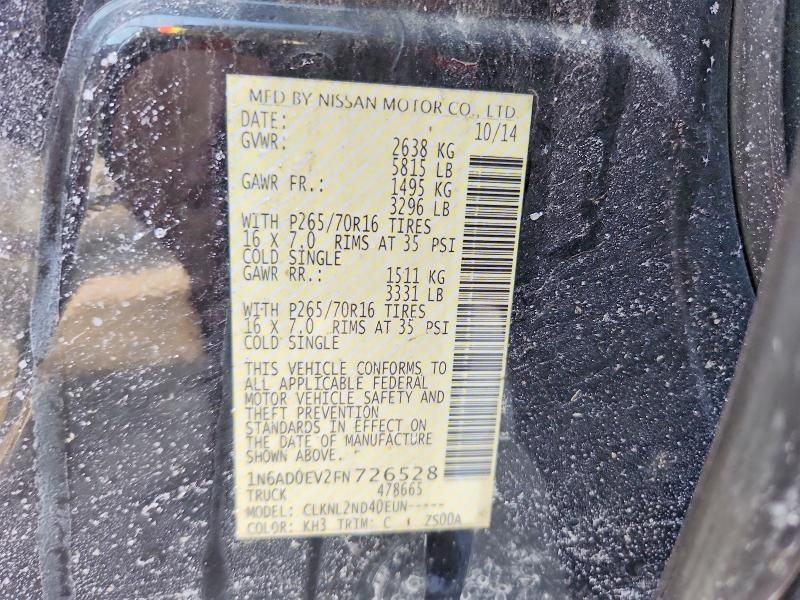 MFD BY NISSAN MOTOR CO., LTD.
DATE: 10/14
GVWR: 2638 KG
5815 LB
GAWR FR.: 1495 KG
3296 LB
WITH P265/70R16 TIRES
16 X 7.0 RIMS AT 35 PSI
COLD SINGLE
GAWR RR.: 1511 KG
3331 LB
WITH P265/70R16 TIRES
16 X 7.0 RIMS AT 35 PSI
COLD SINGLE
THIS VEHICLE CONFORMS TO
ALL APPLICABLE FEDERAL
MOTOR VEHICLE SAFETY AND
THEFT PREVENTION
STANDARDS IN EFFECT ON
THE DATE OF MANUFACTURE
SHOWN ABOVE.
1N6AD0EV2FN726528
TRUCK 478665
MODEL: CLKNL2ND40EUN-----
COLOR: KH3 TRIM: C ZS00A